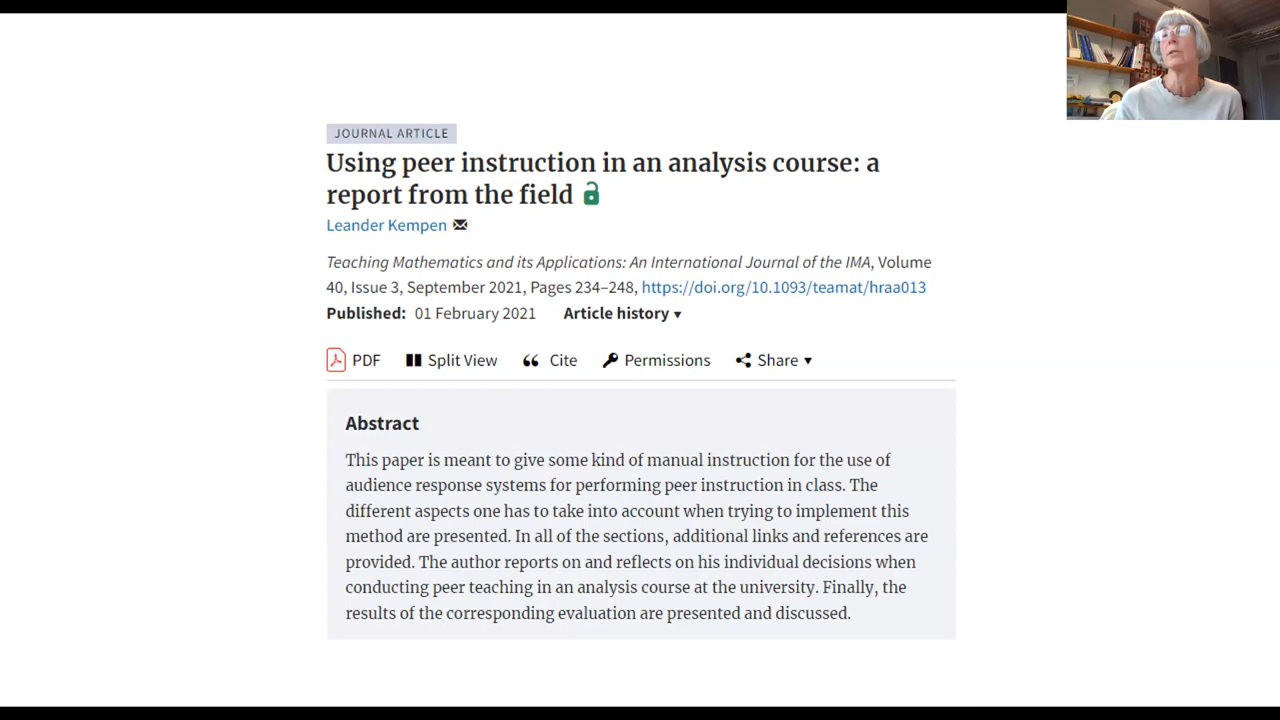 JOURNAL ARTICLE
Using peer instruction in an analysis course: a
report from the field
Leander Kempen
Teaching Mathematics and its Applications: An International Journal of the IMA, Volume
40, Issue 3, September 2021, Pages 234–248, https://doi.org/10.1093/teamat/hraa013
Published: 01 February 2021 Article history
PDF Split View Cite Permissions Share
Abstract
This paper is meant to give some kind of manual instruction for the use of
audience response systems for performing peer instruction in class. The
different aspects one has to take into account when trying to implement this
method are presented. In all of the sections, additional links and references are
provided. The author reports on and reflects on his individual decisions when
conducting peer teaching in an analysis course at the university. Finally, the
results of the corresponding evaluation are presented and discussed.